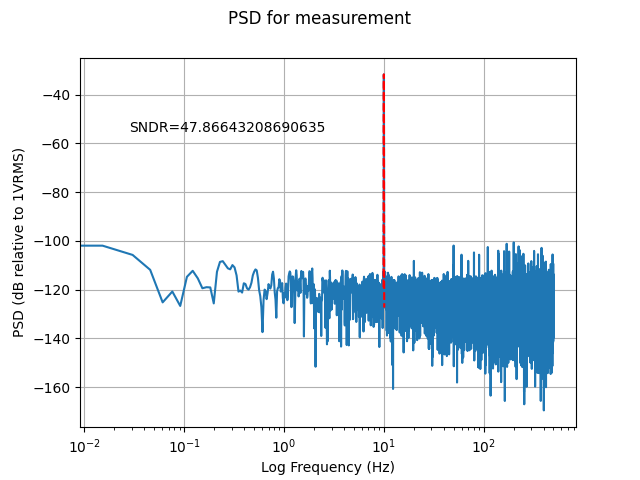 PSD for measurement
SNDR=47.86643208690635
PSD (dB relative to 1VRMS)
−40
−60
−80
−100
−120
−140
−160
10⁻² 10⁻¹ 10⁰ 10¹ 10²
Log Frequency (Hz)